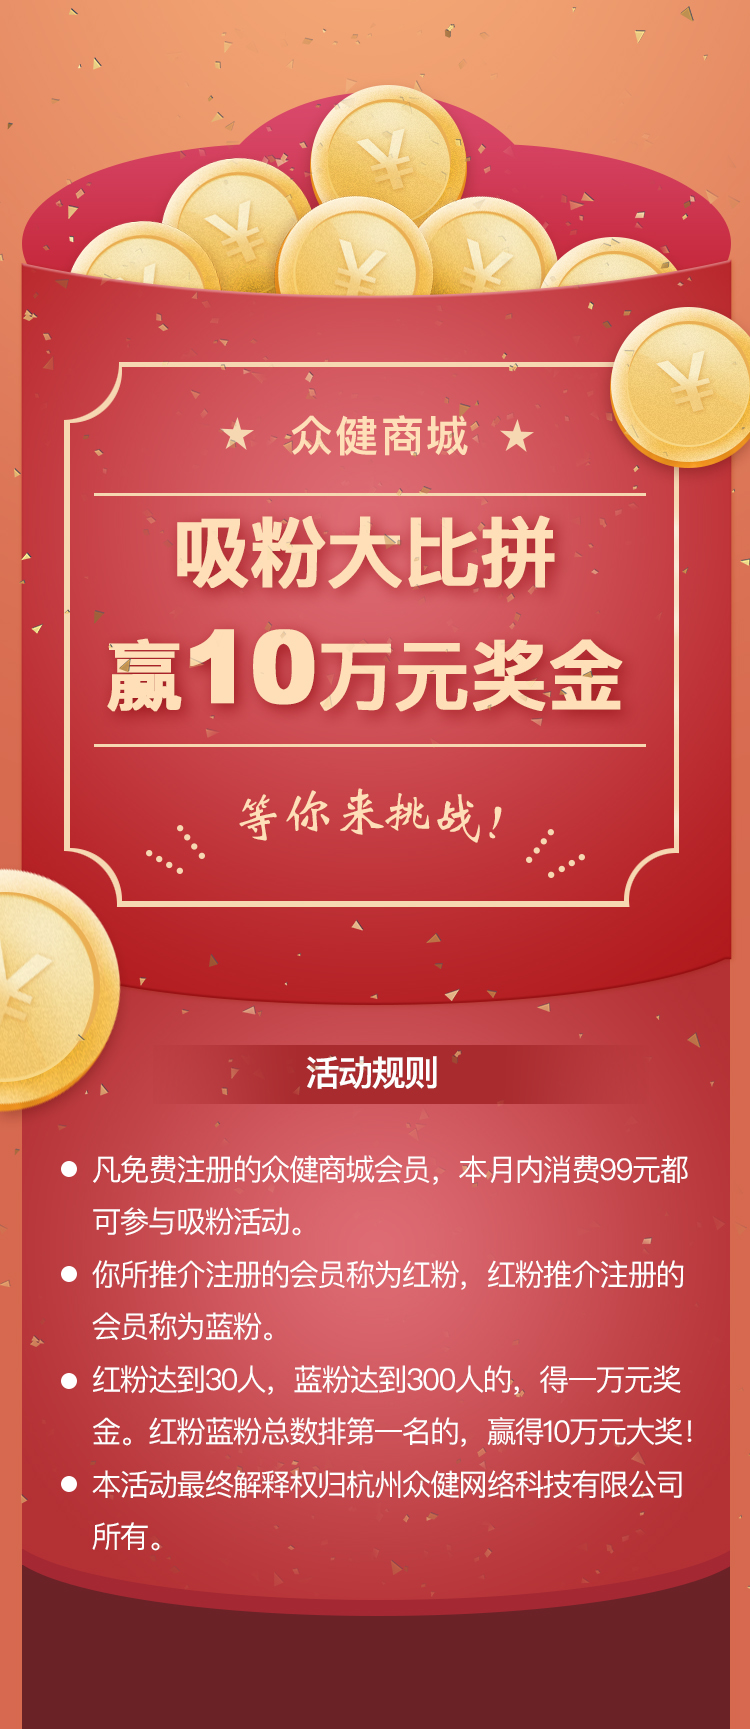 ★ 众健商城 ★
吸粉大比拼
赢10万元奖金
等你来挑战!
活动规则
● 凡免费注册的众健商城会员，本月内消费99元都
可参与吸粉活动。
● 你所推介注册的会员称为红粉，红粉推介注册的
会员称为蓝粉。
● 红粉达到30人，蓝粉达到300人的，得一万元奖
金。红粉蓝粉总数排第一名的，赢得10万元大奖！
● 本活动最终解释权归杭州众健网络科技有限公司
所有。